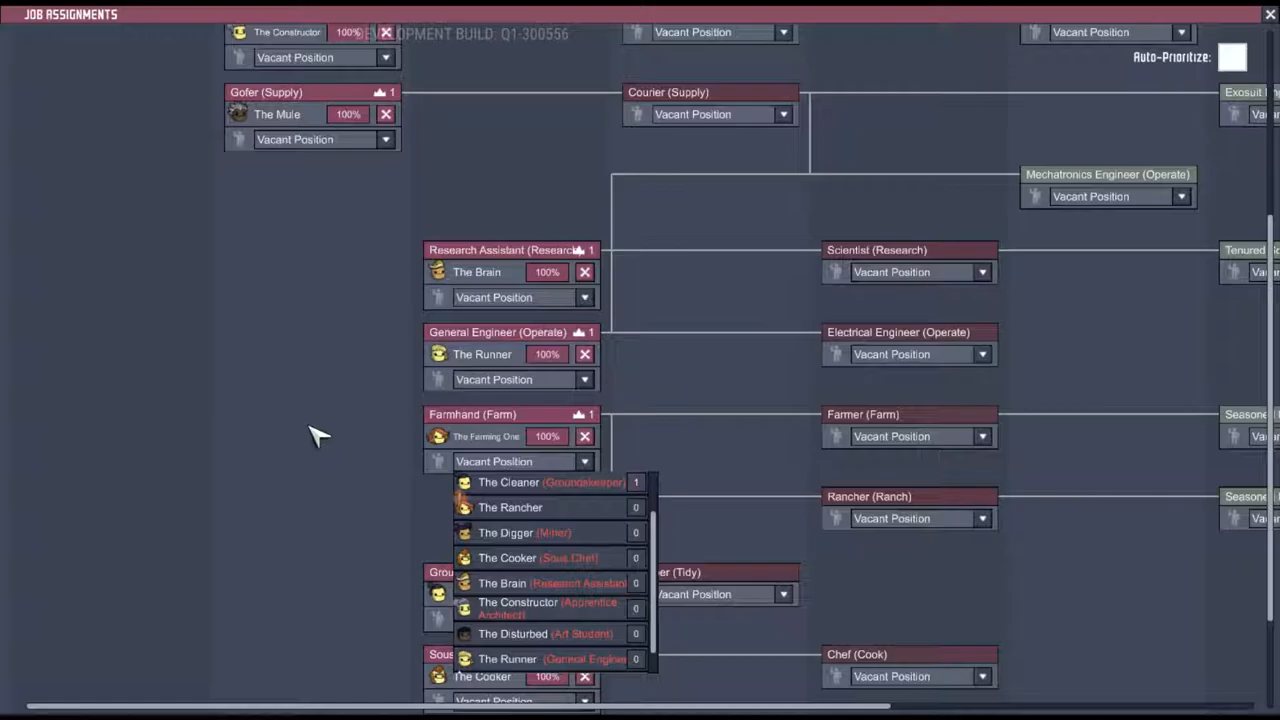 JOB ASSIGNMENTS
DEVELOPMENT BUILD: Q1-300556
The Constructor 100%
Vacant Position
Vacant Position
Vacant Position
Auto-Prioritize:
Gofer (Supply) 1
The Mule 100%
Vacant Position
Courier (Supply)
Vacant Position
Exosuit
Mechatronics Engineer (Operate)
Vacant Position
Research Assistant 1
The Brain 100%
Vacant Position
Scientist (Research)
Vacant Position
Tenured
General Engineer (Operate) 1
The Runner 100%
Vacant Position
Electrical Engineer (Operate)
Vacant Position
Farmhand (Farm) 1
The Farming One 100%
Vacant Position
Farmer (Farm)
Vacant Position
The Cleaner (Groundskeeper) 1
The Rancher 0
The Digger (Miner) 0
The Cooker (Sous Chef) 0
The Brain (Research Assistant 0
The Constructor (Apprentice
Architect) 0
The Disturbed (Art Student) 0
The Runner (General Engine 0
Rancher (Ranch)
Vacant Position
(Tidy)
Vacant Position
Sous
The Cooker 100%
Vacant Position
Chef (Cook)
Vacant Position